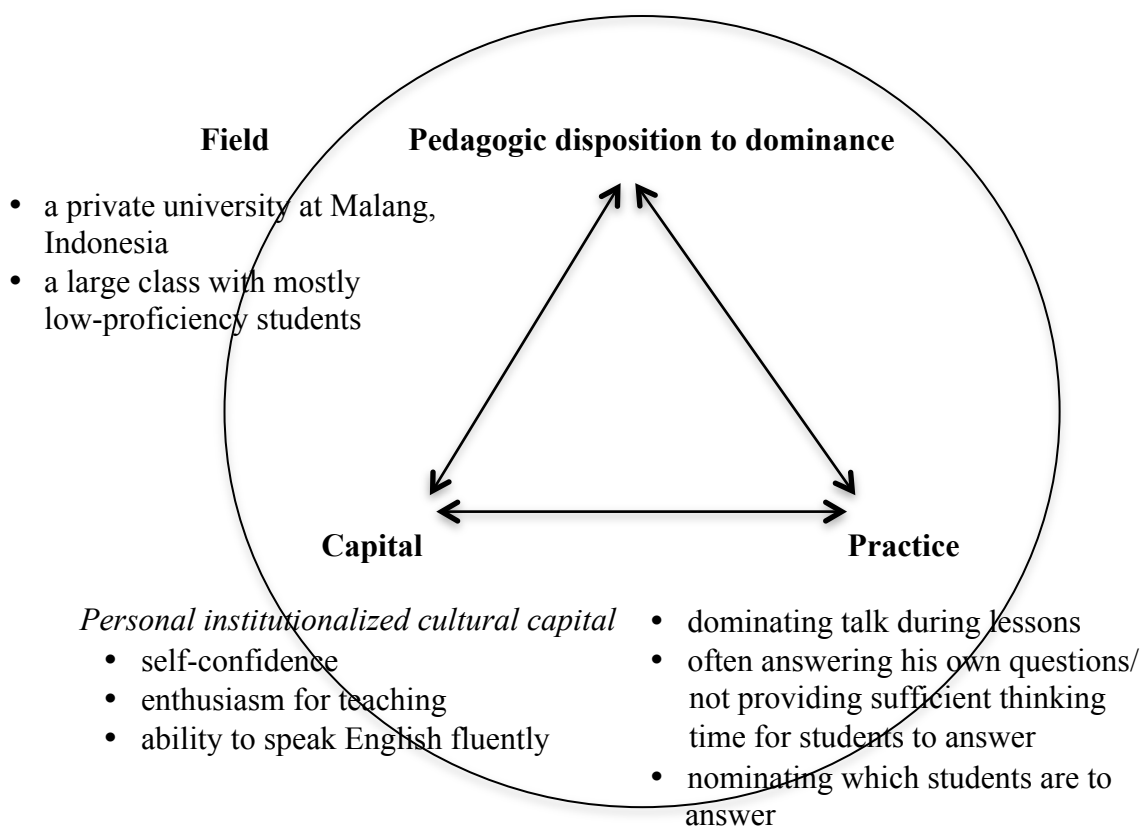 Field
Pedagogic disposition to dominance
• a private university at Malang,
Indonesia
• a large class with mostly
low-proficiency students
Capital
Practice
Personal institutionalized cultural capital
• self-confidence
• enthusiasm for teaching
• ability to speak English fluently
• dominating talk during lessons
• often answering his own questions/
not providing sufficient thinking
time for students to answer
• nominating which students are to
answer